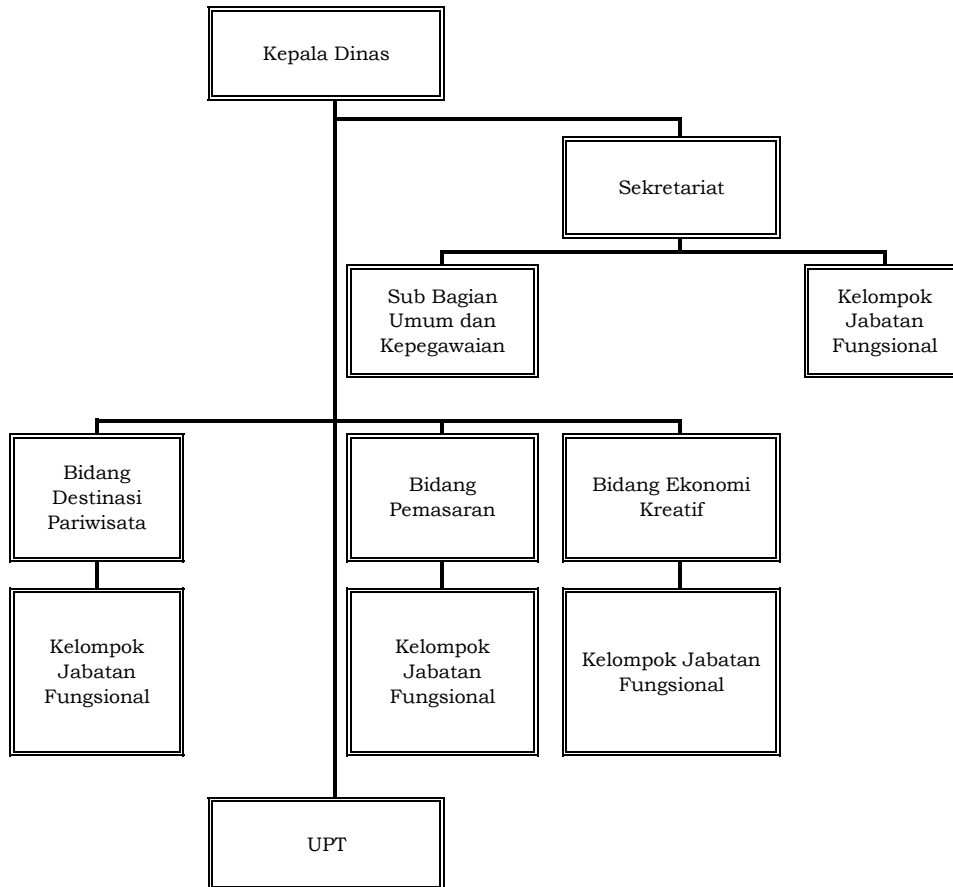 Kepala Dinas
Sekretariat
Sub Bagian
Umum dan
Kepegawaian
Kelompok
Jabatan
Fungsional
Bidang
Destinasi
Pariwisata
Bidang
Pemasaran
Bidang Ekonomi
Kreatif
Kelompok
Jabatan
Fungsional
Kelompok
Jabatan
Fungsional
Kelompok Jabatan
Fungsional
UPT